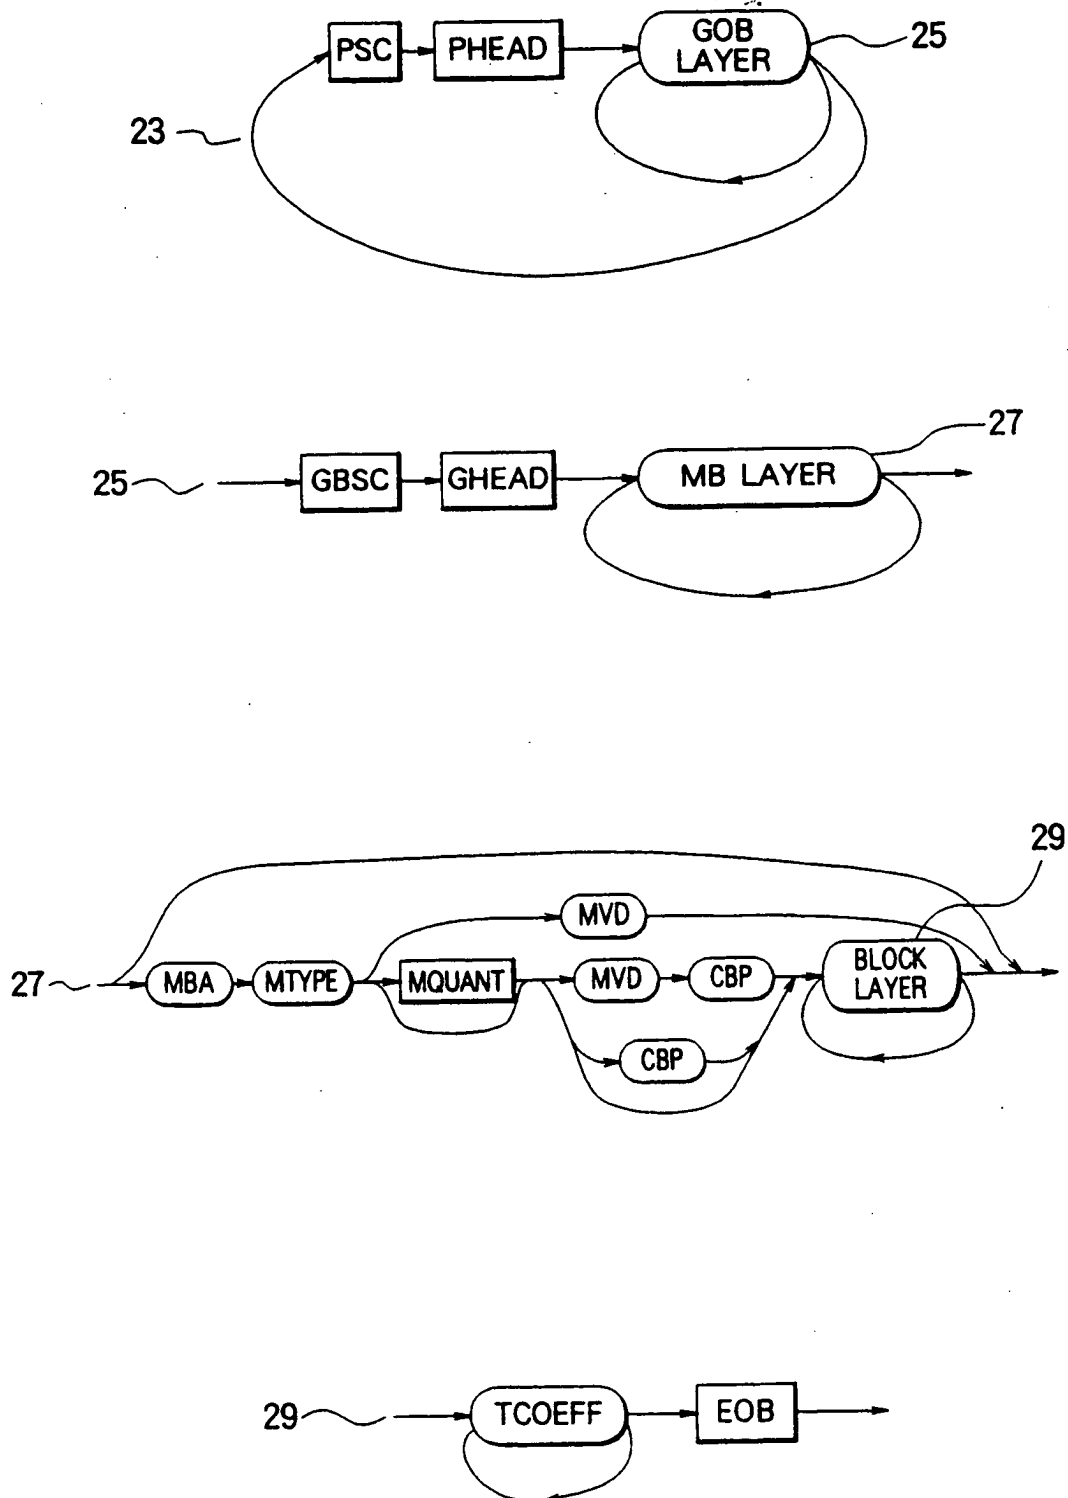 PSC
PHEAD
GOB
LAYER
25
23
27
25
GBSC
GHEAD
MB LAYER
29
MVD
27
MBA
MTYPE
MQUANT
MVD
CBP
BLOCK
LAYER
CBP
29
TCOEFF
EOB